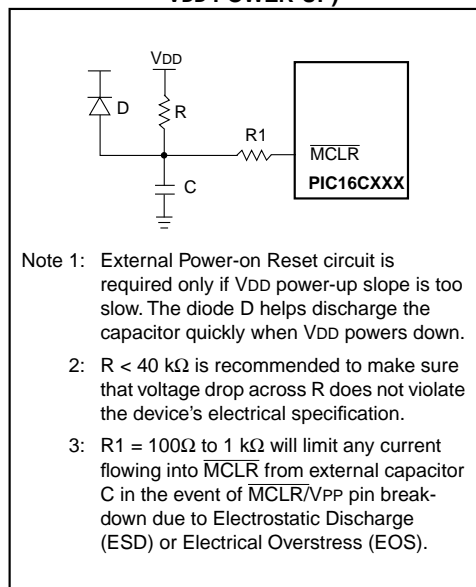 VDD
D
R
R1
MCLR
C
PIC16CXXX
Note 1: External Power-on Reset circuit is
required only if VDD power-up slope is too
slow. The diode D helps discharge the
capacitor quickly when VDD powers down.
2: R < 40 kΩ is recommended to make sure
that voltage drop across R does not violate
the device's electrical specification.
3: R1 = 100Ω to 1 kΩ will limit any current
flowing into MCLR from external capacitor
C in the event of MCLR/VPP pin break-
down due to Electrostatic Discharge
(ESD) or Electrical Overstress (EOS).